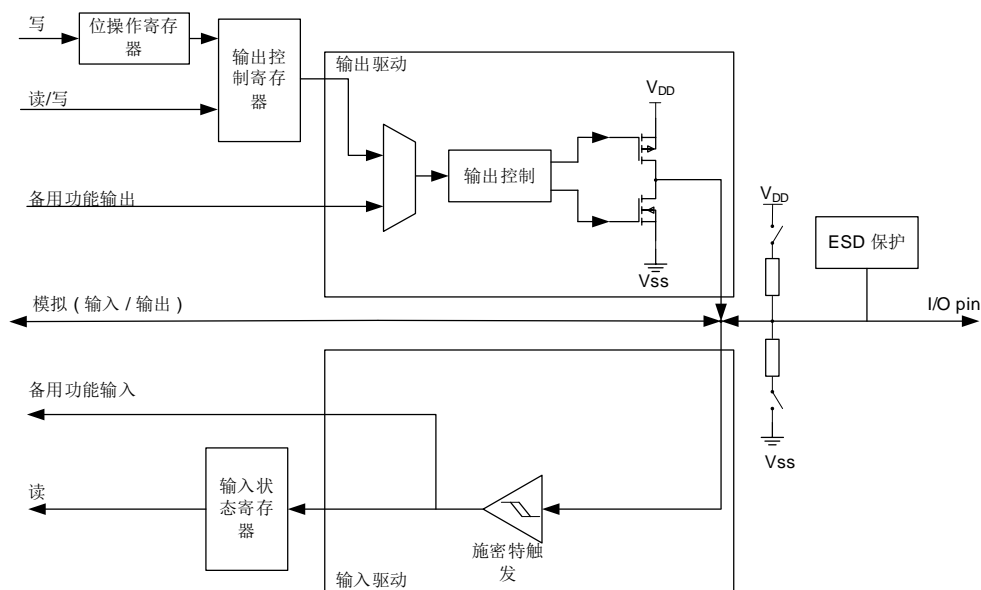 写
位操作寄存
器
输出控
制寄存
器
读/写
输出驱动
V_DD
输出控制
备用功能输出
Vss
V_DD
ESD 保护
模拟 ( 输入 / 输出 )
I/O pin
备用功能输入
Vss
读
输入状
态寄存
器
施密特触
发
输入驱动